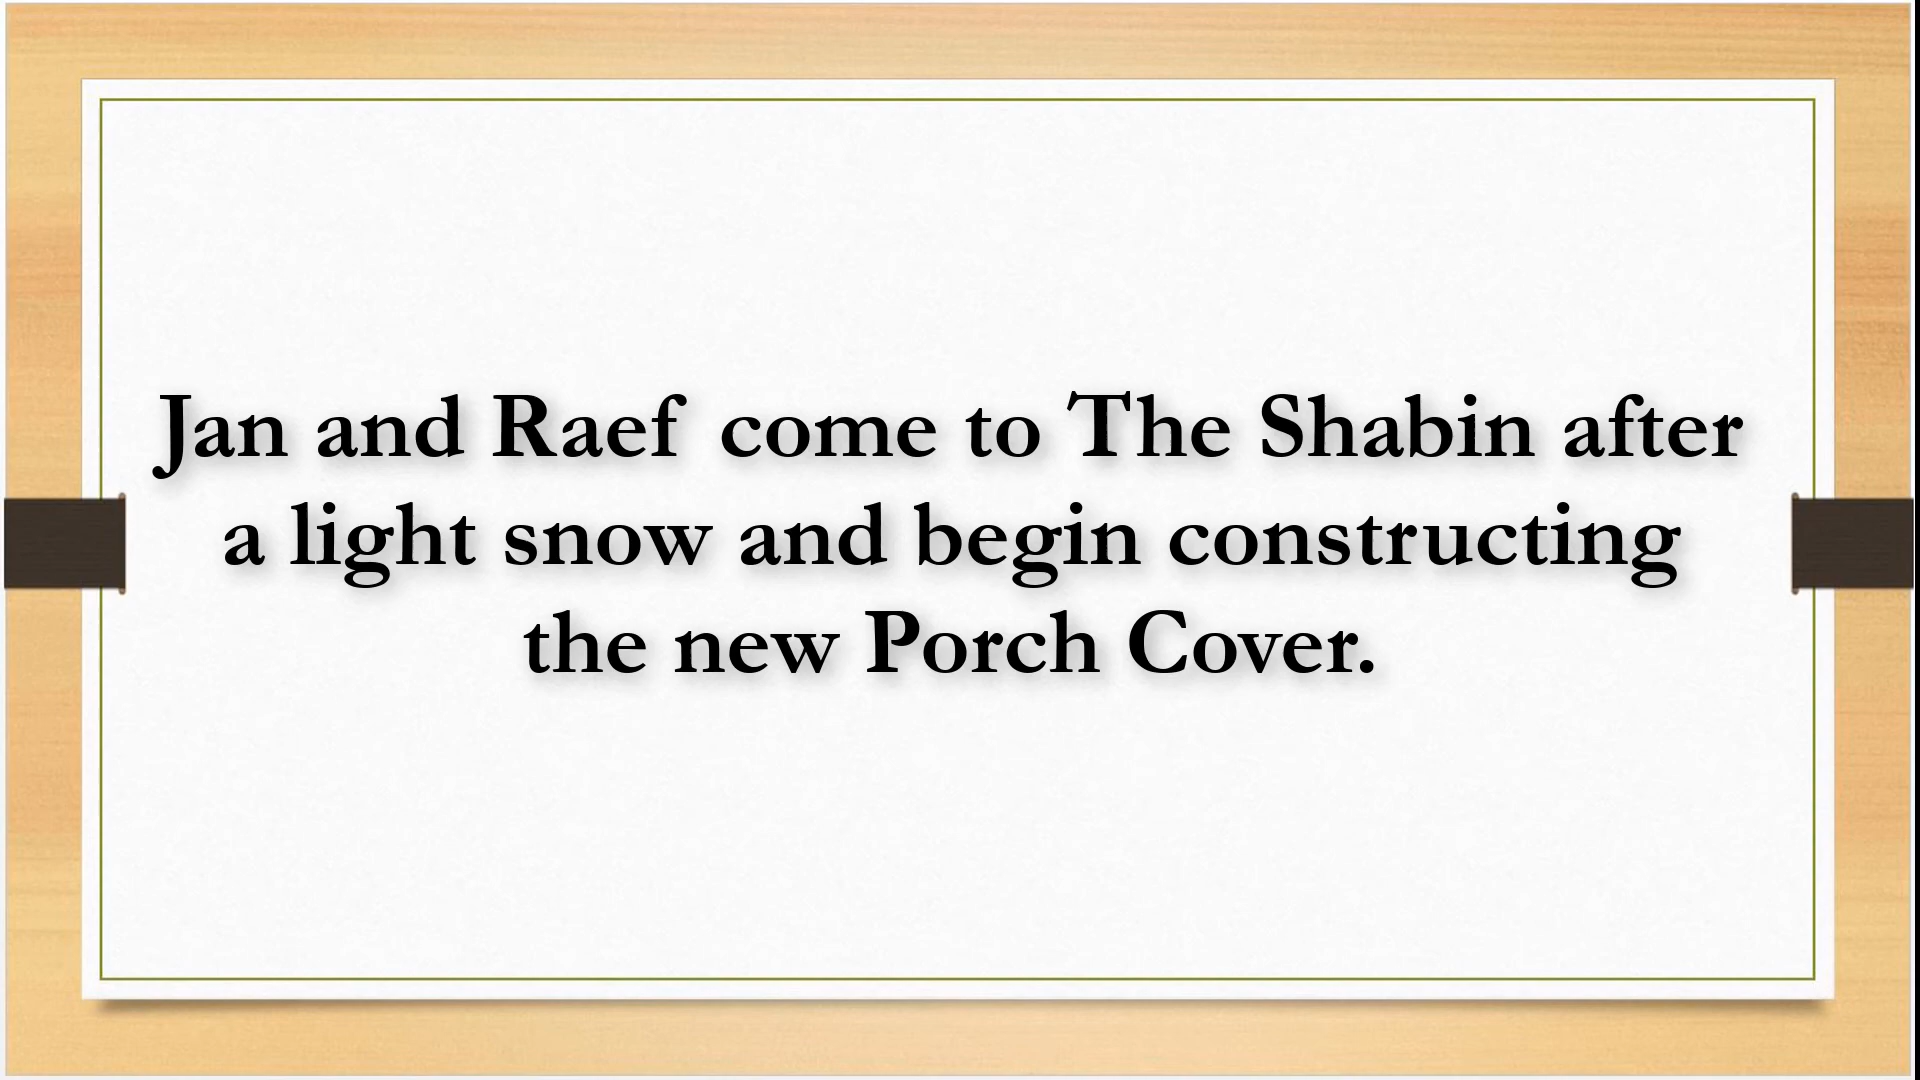 Jan and Raef come to The Shabin after
a light snow and begin constructing
the new Porch Cover.